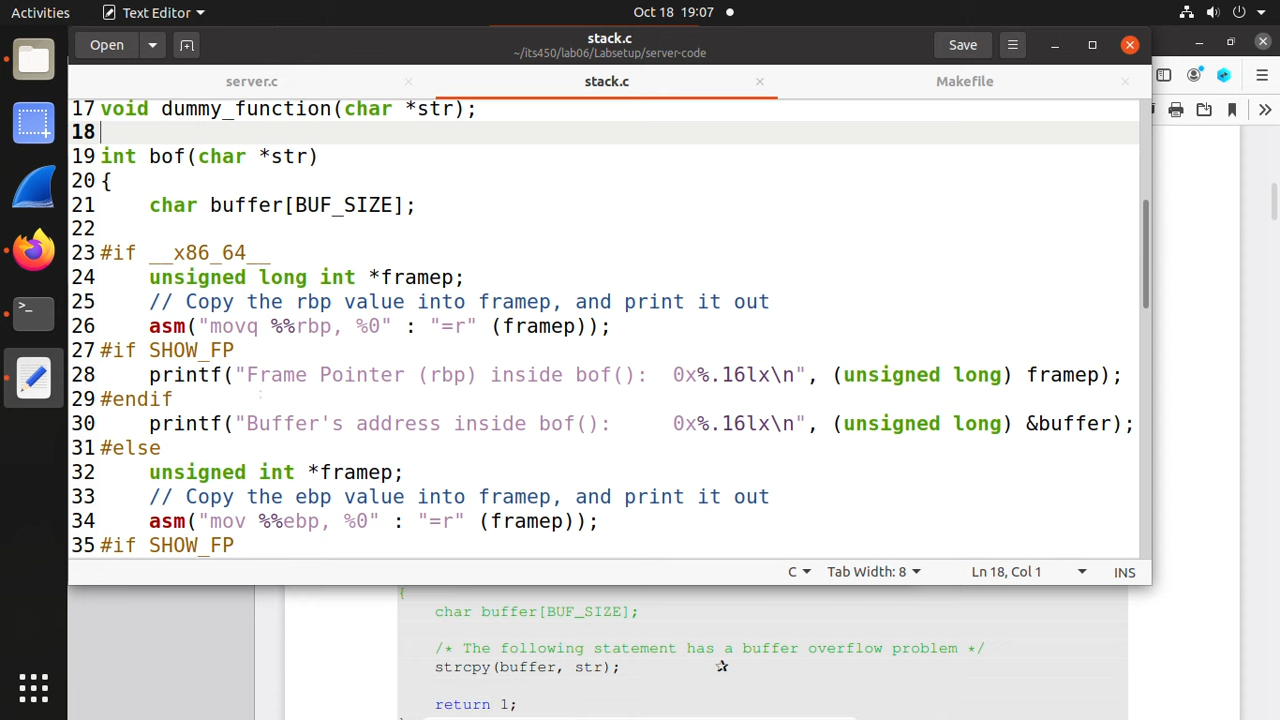 Activities
Text Editor
Oct 18 19:07
Open
stack.c
~/its450/lab06/Labsetup/server-code
Save
server.c
stack.c
Makefile
17 void dummy_function(char *str);
18
19 int bof(char *str)
20 {
21     char buffer[BUF_SIZE];
22
23 #if __x86_64__
24     unsigned long int *framep;
25     // Copy the rbp value into framep, and print it out
26     asm("movq %%rbp, %0" : "=r" (framep));
27 #if SHOW_FP
28     printf("Frame Pointer (rbp) inside bof():  0x%.16lx\n", (unsigned long) framep);
29 #endif
30     printf("Buffer's address inside bof():     0x%.16lx\n", (unsigned long) &buffer);
31 #else
32     unsigned int *framep;
33     // Copy the ebp value into framep, and print it out
34     asm("mov %%ebp, %0" : "=r" (framep));
35 #if SHOW_FP
C
Tab Width: 8
Ln 18, Col 1
INS
{
char buffer[BUF_SIZE];
/* The following statement has a buffer overflow problem */
strcpy(buffer, str);
return 1;